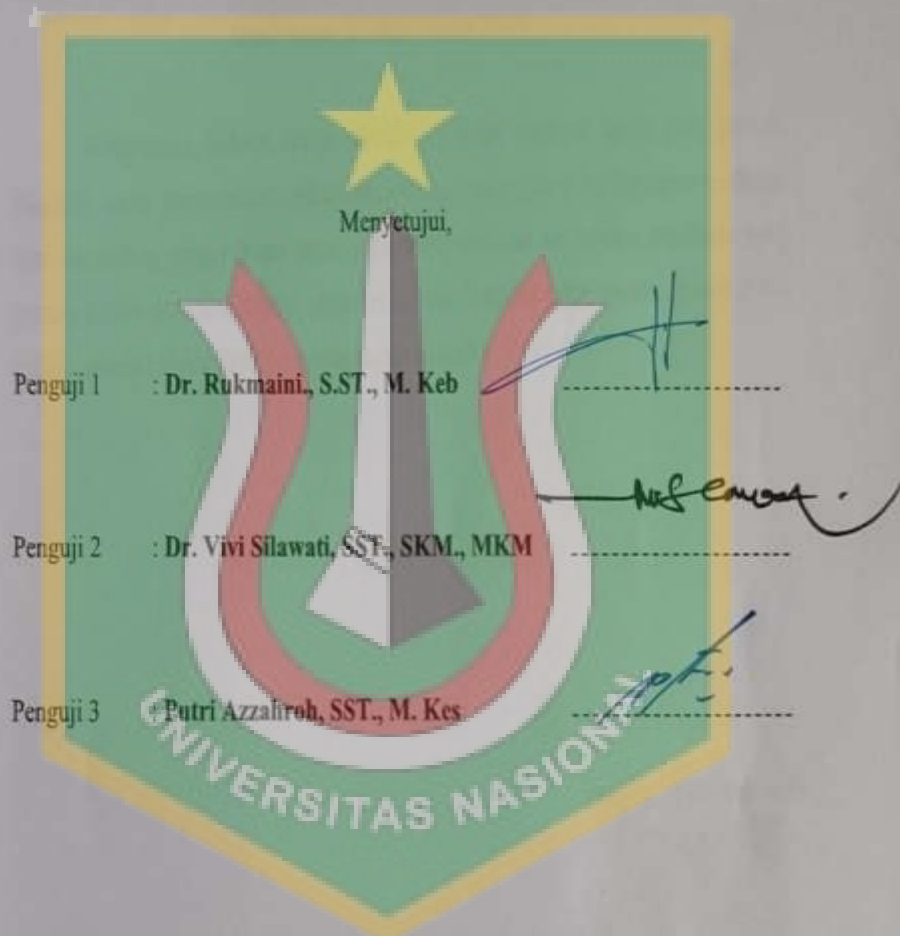 Menyetujui,
Penguji 1 : Dr. Rukmaini., S.ST., M. Keb
Penguji 2 : Dr. Vivi Silawati, SST., SKM., MKM
Penguji 3 : Putri Azzahroh, SST., M. Kes
UNIVERSITAS NASIONAL